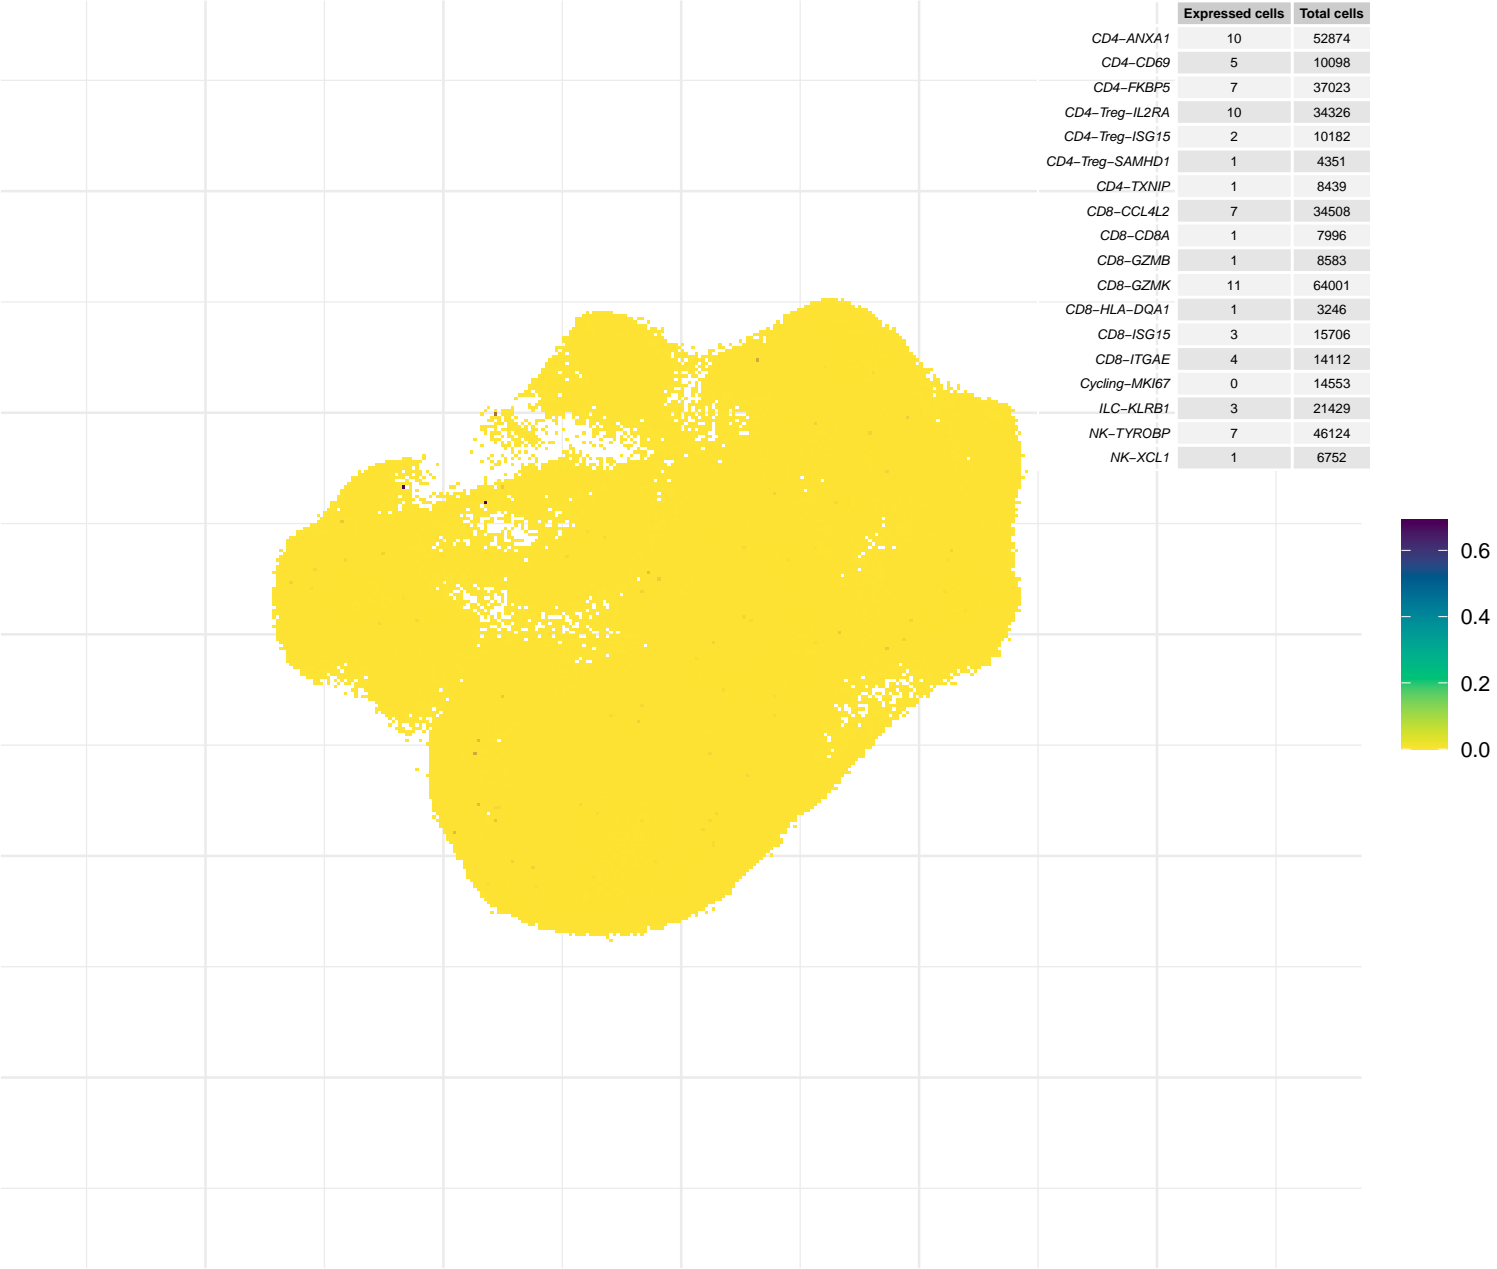 Expressed cells Total cells
CD4−ANXA1 10 52874
CD4−CD69 5 10098
CD4−FKBP5 7 37023
CD4−Treg−IL2RA 10 34326
CD4−Treg−ISG15 2 10182
CD4−Treg−SAMHD1 1 4351
CD4−TXNIP 1 8439
CD8−CCL4L2 7 34508
CD8−CD8A 1 7996
CD8−GZMB 1 8583
CD8−GZMK 11 64001
CD8−HLA−DQA1 1 3246
CD8−ISG15 3 15706
CD8−ITGAE 4 14112
Cycling−MKI67 0 14553
ILC−KLRB1 3 21429
NK−TYROBP 7 46124
NK−XCL1 1 6752
0.6
0.4
0.2
0.0